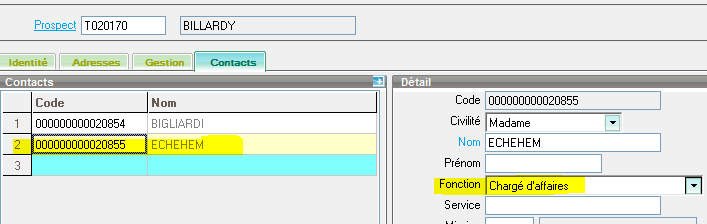 Prospect T020170 BILLARDY
Identité Adresses Gestion Contacts
Contacts
Code Nom
1 000000000020854 BIGLIARDI
2 000000000020855 ECHEHEM
3
Détail
Code 000000000020855
Civilité Madame
Nom ECHEHEM
Prénom
Fonction Chargé d'affaires
Service